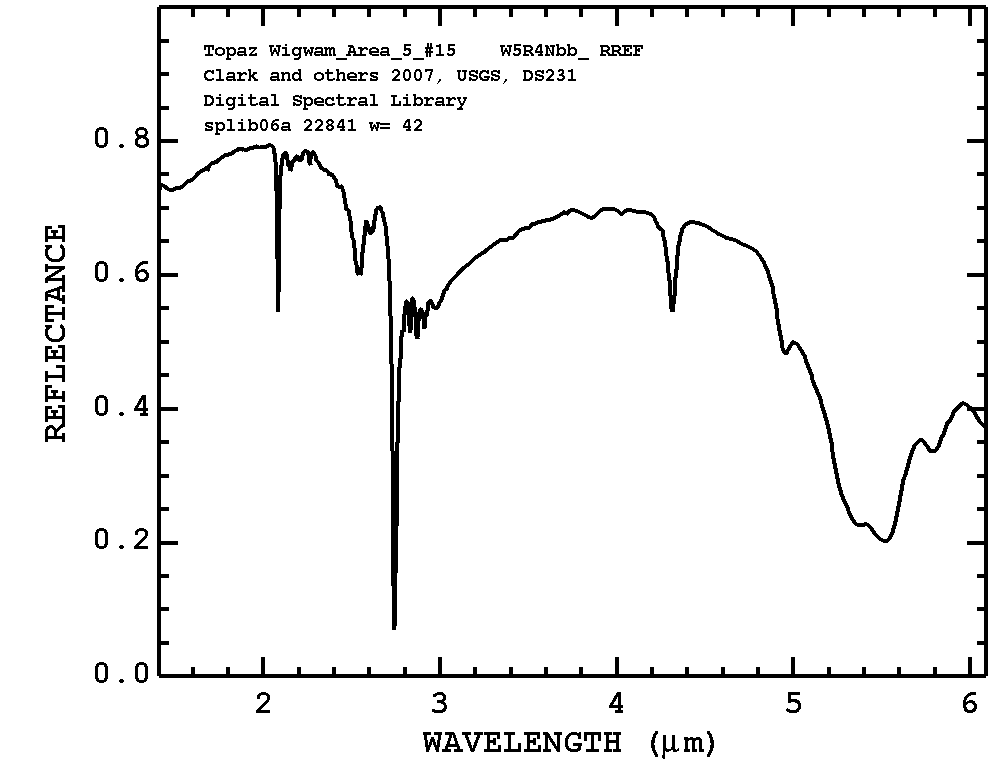 Topaz Wigwam_Area_5_#15 W5R4Nbb_ RREF
Clark and others 2007, USGS, DS231
Digital Spectral Library
splib06a 22841 w= 42
REFLECTANCE
0.8
0.6
0.4
0.2
0.0
2 3 4 5 6
WAVELENGTH (μm)